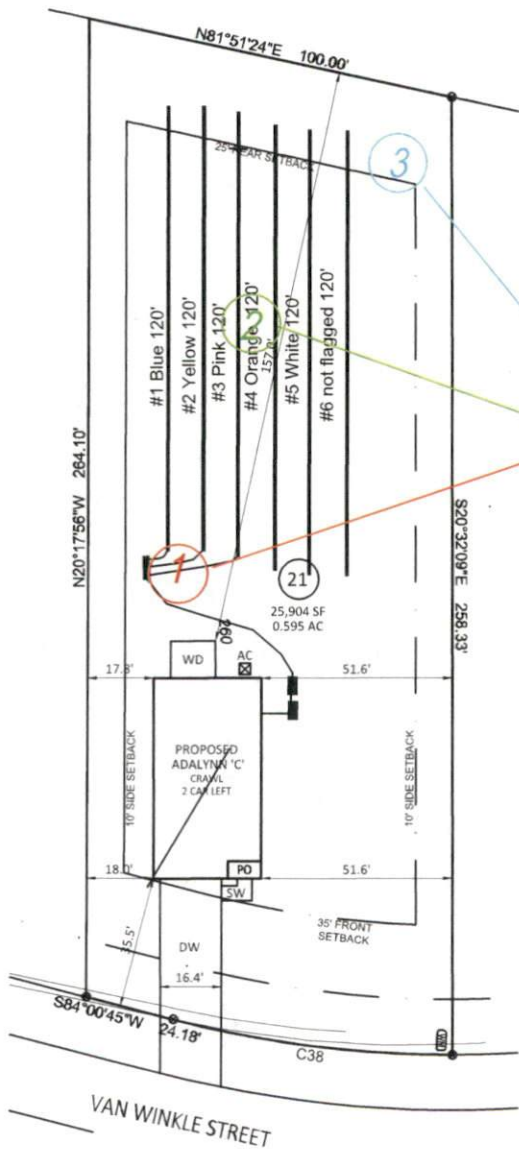 N81°51'24"E 100.00'
25' REAR SETBACK
3
#1 Blue 120'
#2 Yellow 120'
#3 Pink 120'
2
#4 Orange 120'
157.0'
#5 White 120'
#6 not flagged 120'
N20°17'56"W 264.10'
S20°32'09"E 258.33'
1
21
25,904 SF
0.595 AC
260
WD
AC
17.8'
51.6'
PROPOSED
ADALYNN 'C'
CRAWL
2 CAR LEFT
10' SIDE SETBACK
10' SIDE SETBACK
18.0'
PO
51.6'
SW
35' FRONT
SETBACK
35.5'
DW
16.4'
S84°00'45"W
24.18'
C38
VAN WINKLE STREET